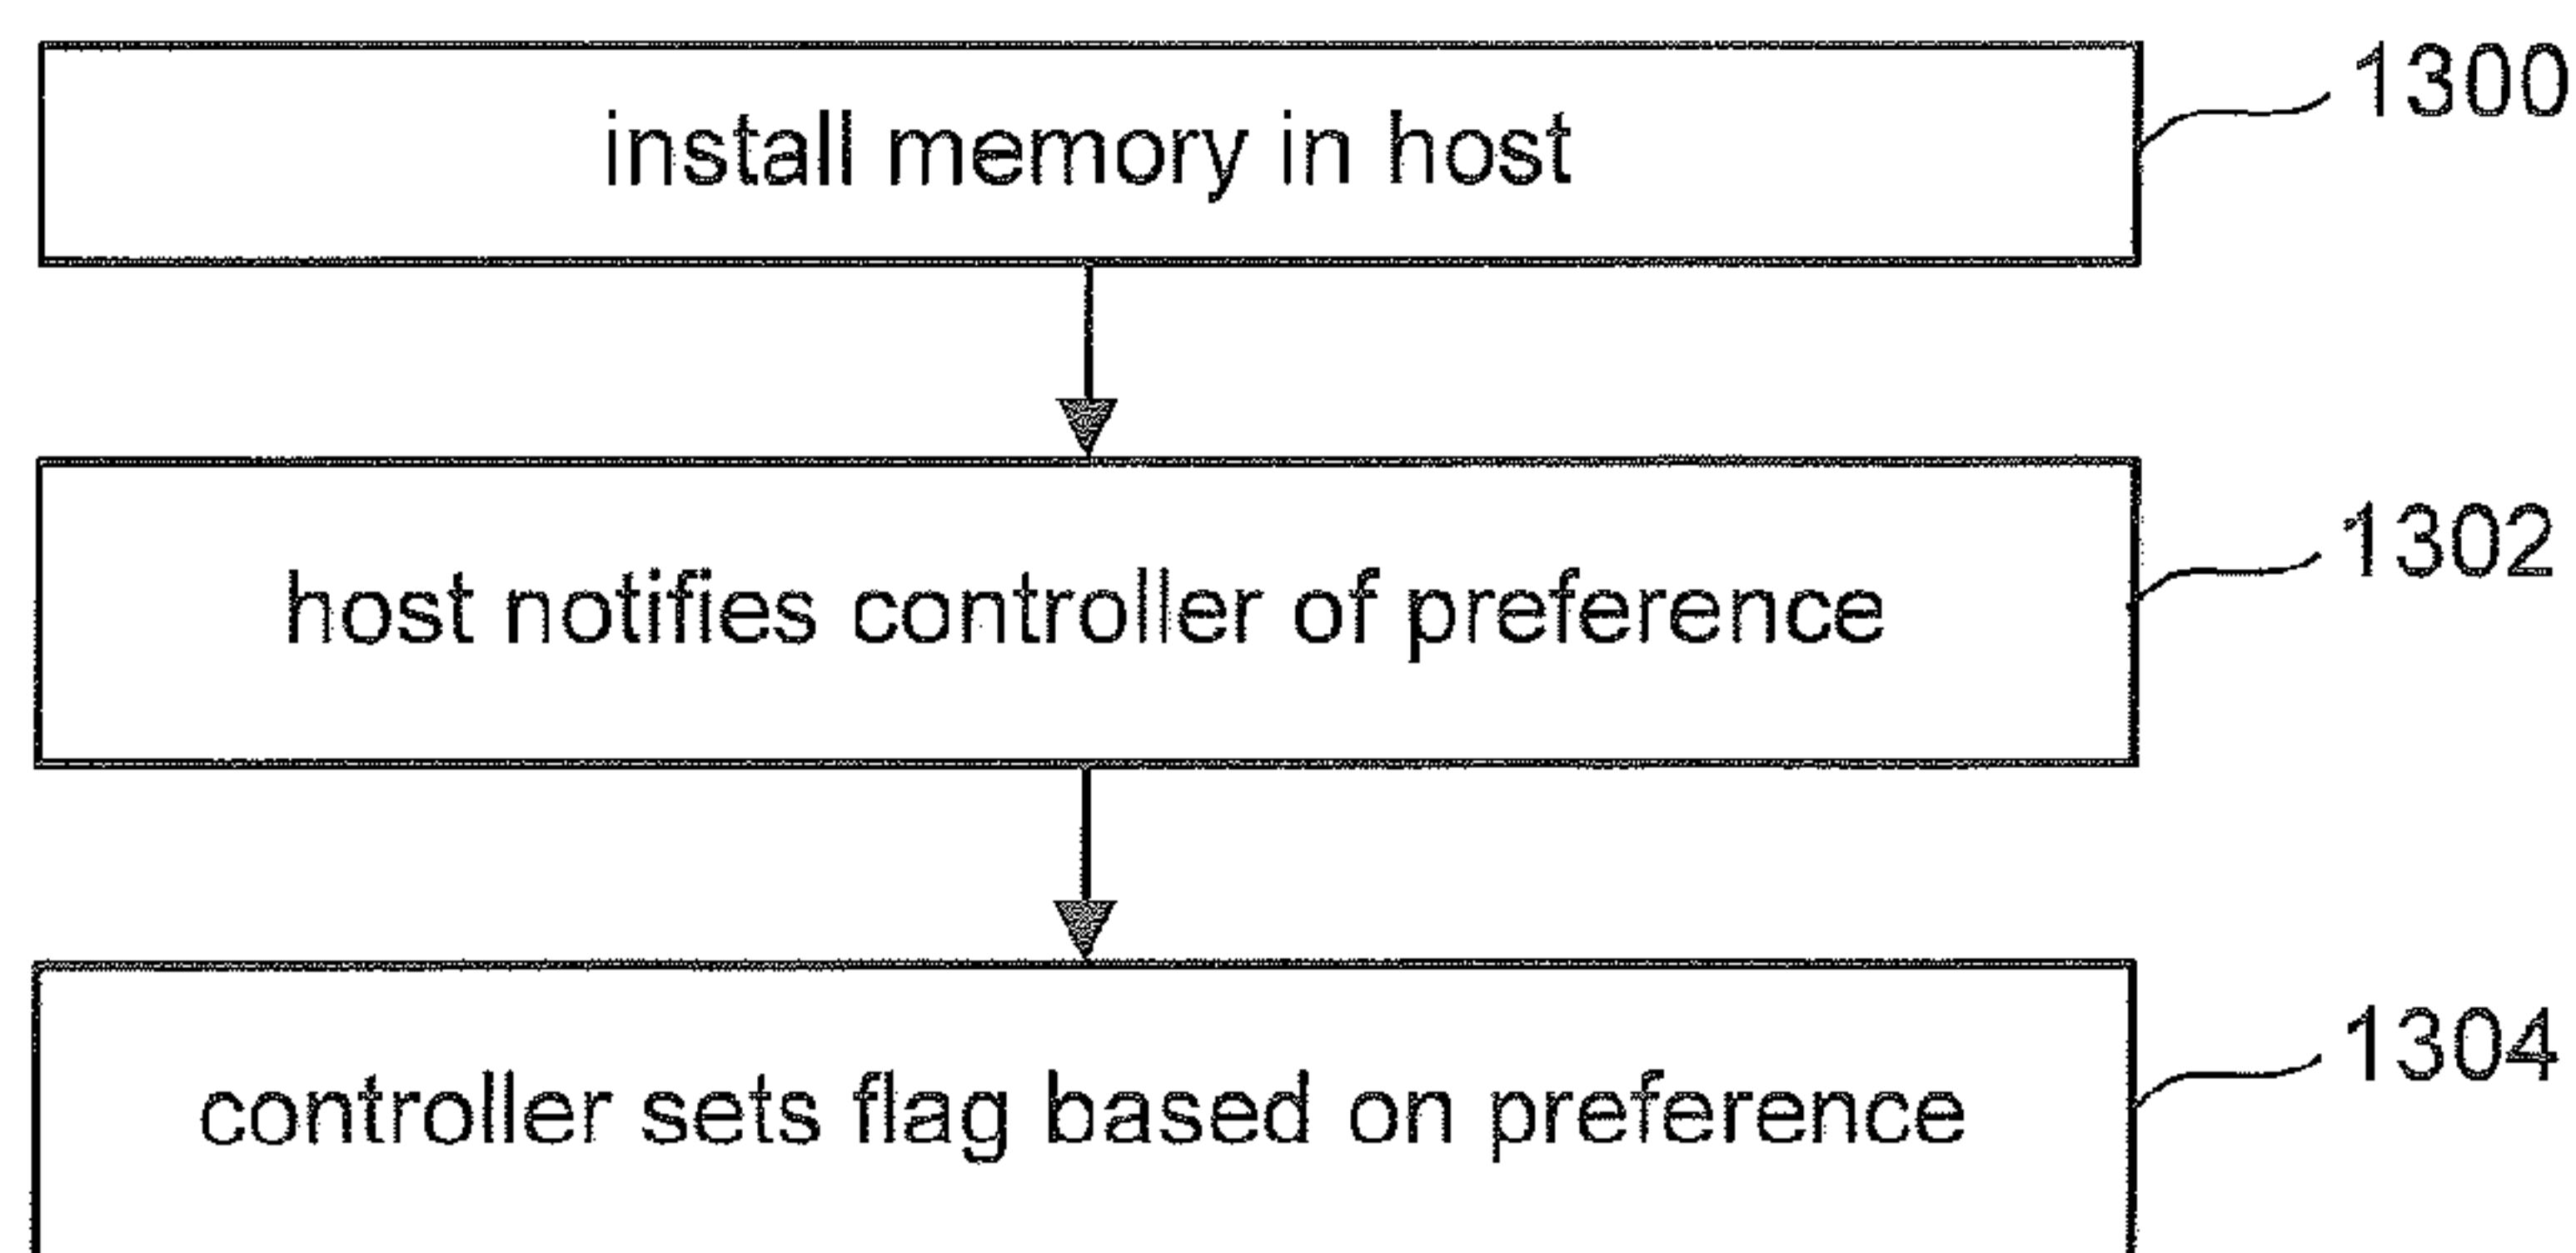 install memory in host
1300
host notifies controller of preference
1302
controller sets flag based on preference
1304